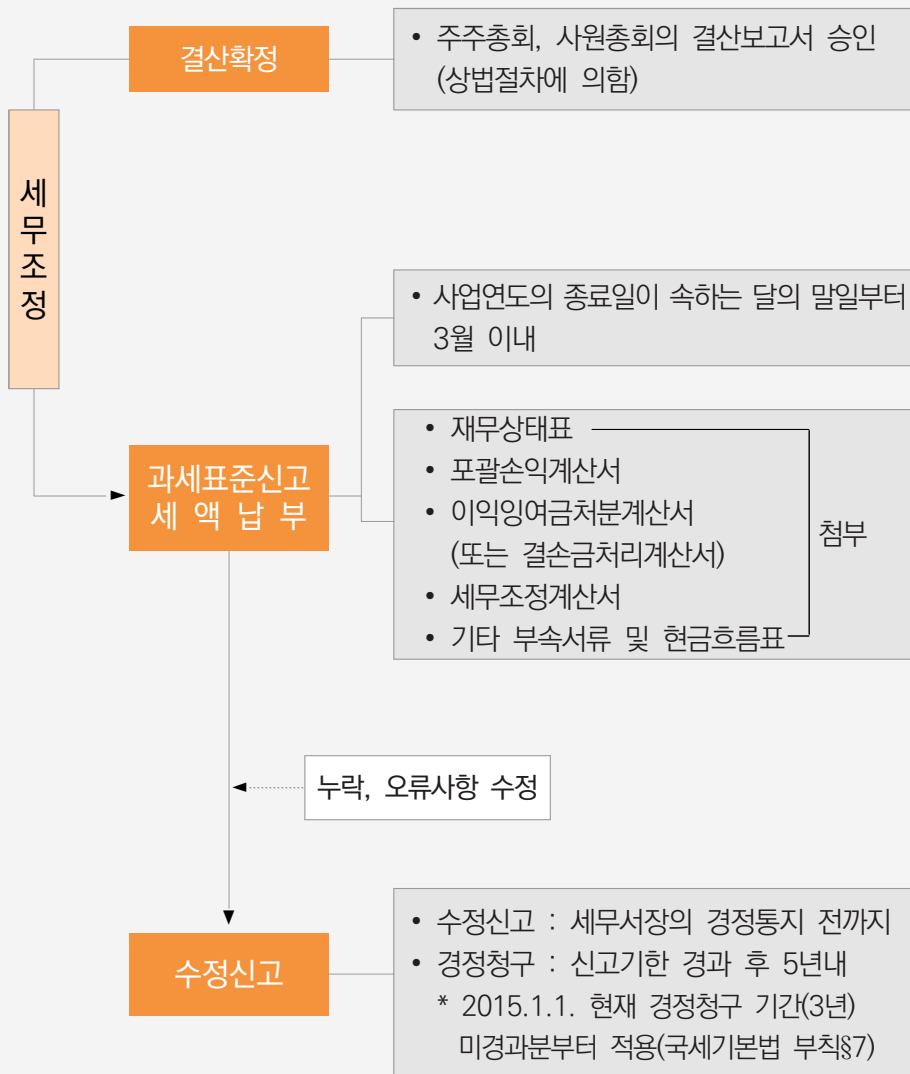 결산확정
• 주주총회, 사원총회의 결산보고서 승인
(상법절차에 의함)
세무조정
• 사업연도의 종료일이 속하는 달의 말일부터
3월 이내
과세표준신고
세 액 납 부
• 재무상태표
• 포괄손익계산서
• 이익잉여금처분계산서
(또는 결손금처리계산서)
• 세무조정계산서
• 기타 부속서류 및 현금흐름표
첨부
누락, 오류사항 수정
수정신고
• 수정신고 : 세무서장의 경정통지 전까지
• 경정청구 : 신고기한 경과 후 5년내
* 2015.1.1. 현재 경정청구 기간(3년)
미경과분부터 적용(국세기본법 부칙§7)